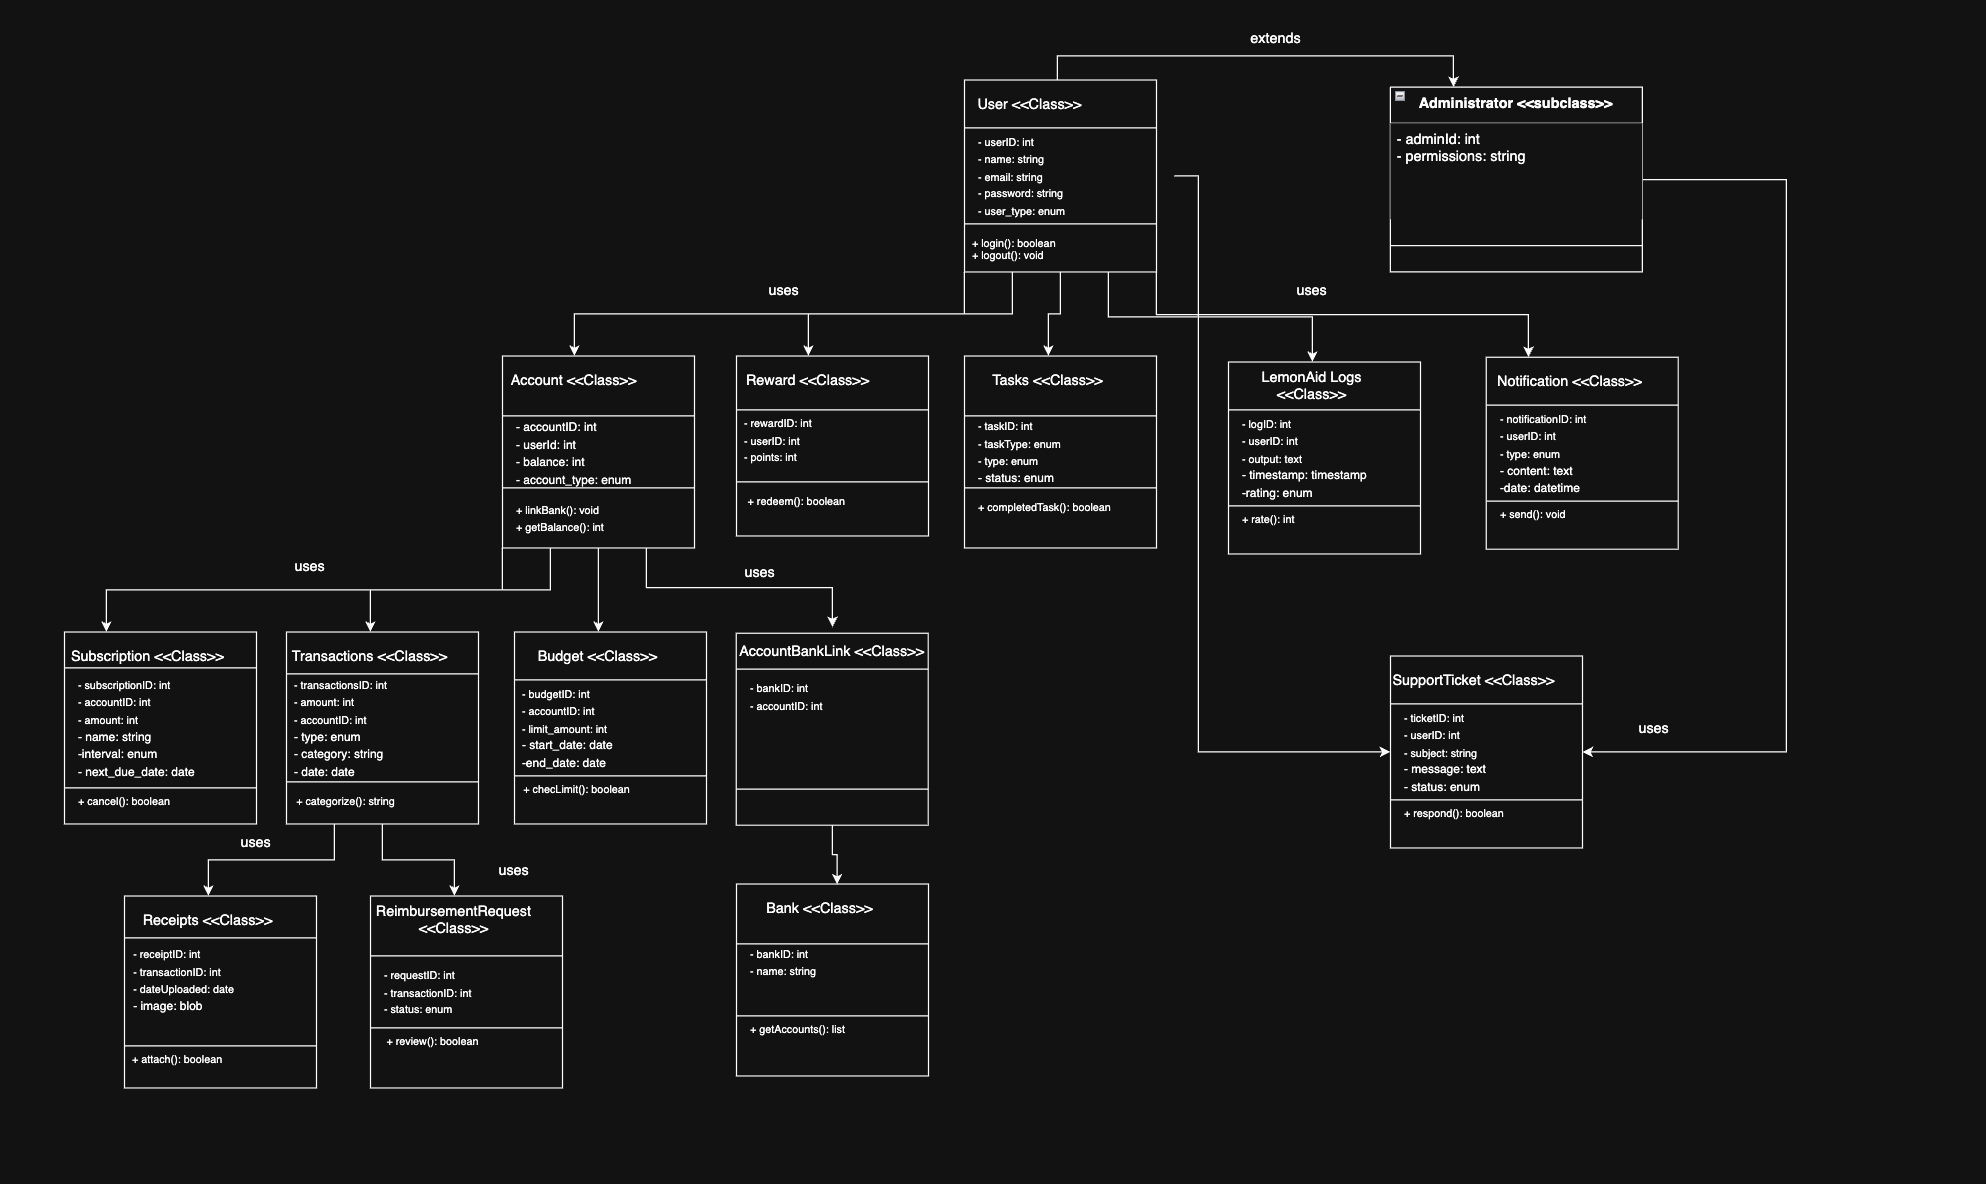 extends
User <<Class>>
- userID: int
- name: string
- email: string
- password: string
- user_type: enum
+ login(): boolean
+ logout(): void
Administrator <<subclass>>
- adminId: int
- permissions: string
uses
uses
Account <<Class>>
- accountID: int
- userId: int
- balance: int
- account_type: enum
+ linkBank(): void
+ getBalance(): int
Reward <<Class>>
- rewardID: int
- userID: int
- points: int
+ redeem(): boolean
Tasks <<Class>>
- taskID: int
- taskType: enum
- type: enum
- status: enum
+ completedTask(): boolean
LemonAid Logs
<<Class>>
- logID: int
- userID: int
- output: text
- timestamp: timestamp
-rating: enum
+ rate(): int
Notification <<Class>>
- notificationID: int
- userID: int
- type: enum
- content: text
-date: datetime
+ send(): void
uses
uses
Subscription <<Class>>
- subscriptionID: int
- accountID: int
- amount: int
- name: string
-interval: enum
- next_due_date: date
+ cancel(): boolean
Transactions <<Class>>
- transactionsID: int
- amount: int
- accountID: int
- type: enum
- category: string
- date: date
+ categorize(): string
Budget <<Class>>
- budgetID: int
- accountID: int
- limit_amount: int
- start_date: date
-end_date: date
+ checLimit(): boolean
AccountBankLink <<Class>>
- bankID: int
- accountID: int
SupportTicket <<Class>>
- ticketID: int
- userID: int
- subject: string
- message: text
- status: enum
+ respond(): boolean
uses
uses
uses
Receipts <<Class>>
- receiptID: int
- transactionID: int
- dateUploaded: date
- image: blob
+ attach(): boolean
ReimbursementRequest
<<Class>>
- requestID: int
- transactionID: int
- status: enum
+ review(): boolean
Bank <<Class>>
- bankID: int
- name: string
+ getAccounts(): list